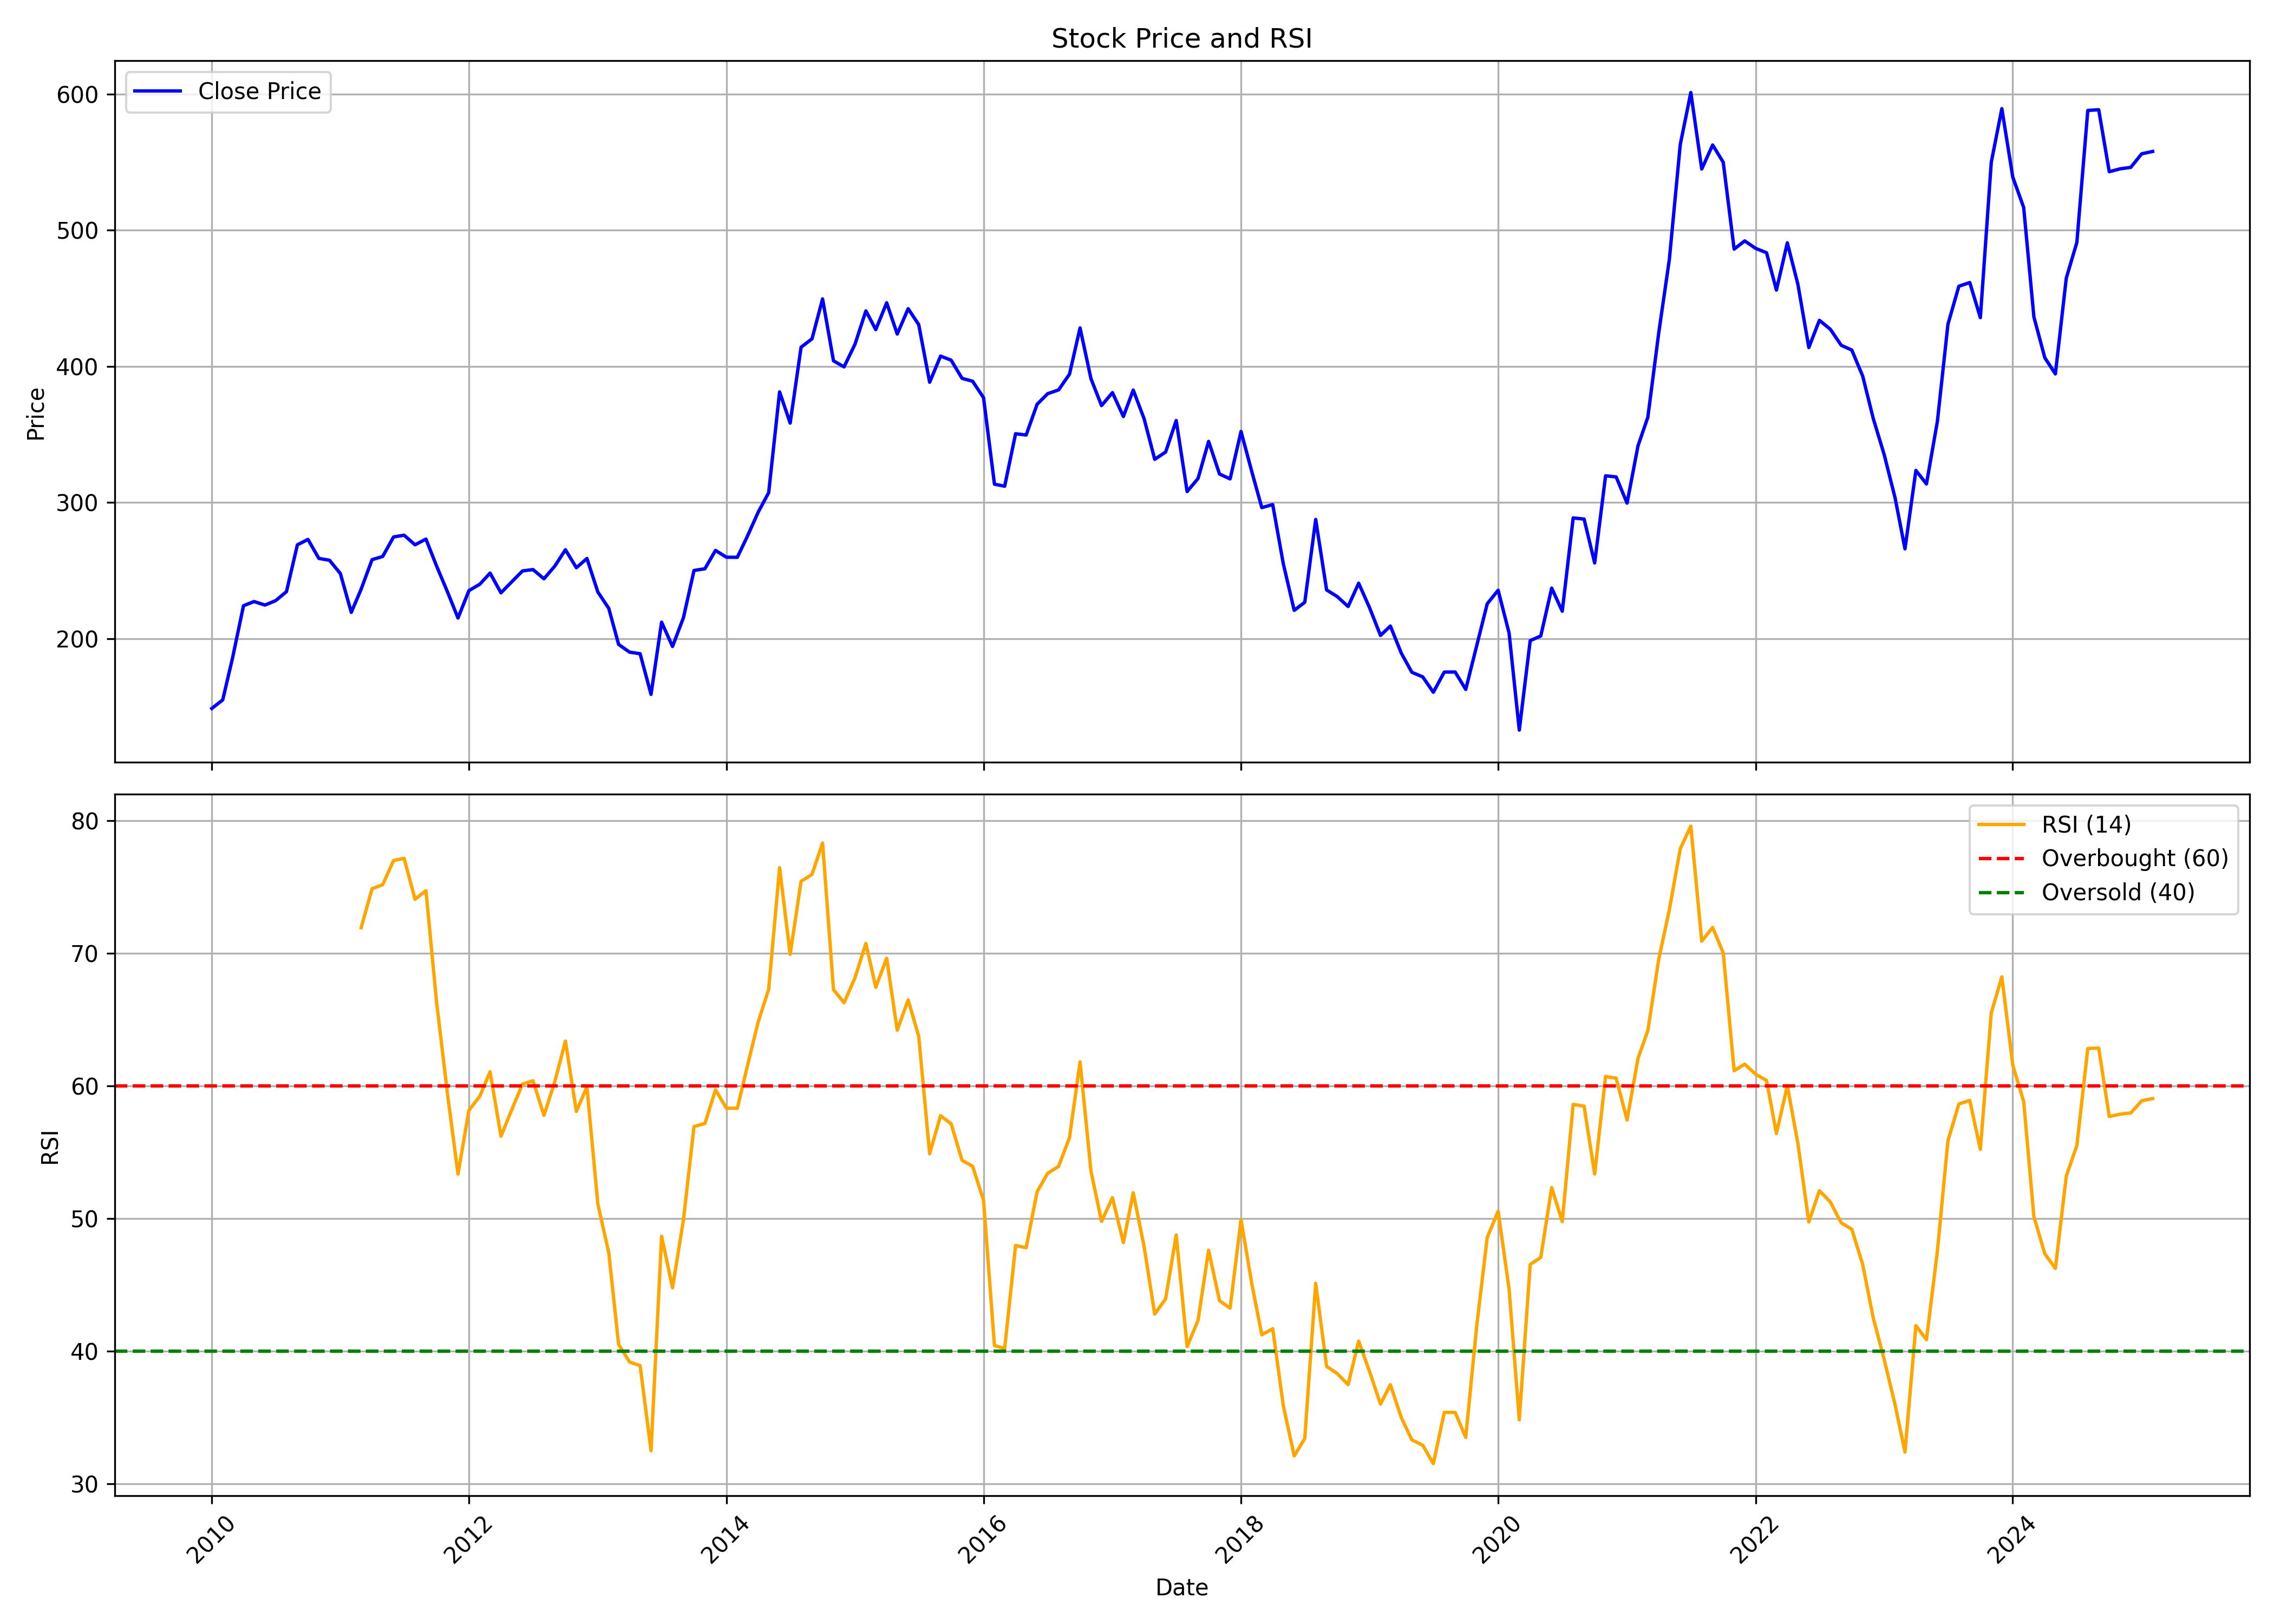 Stock Price and RSI
Close Price
600
500
400
300
200
Price
RSI (14)
Overbought (60)
Oversold (40)
80
70
60
50
40
30
RSI
2010
2012
2014
2016
2018
2020
2022
2024
Date